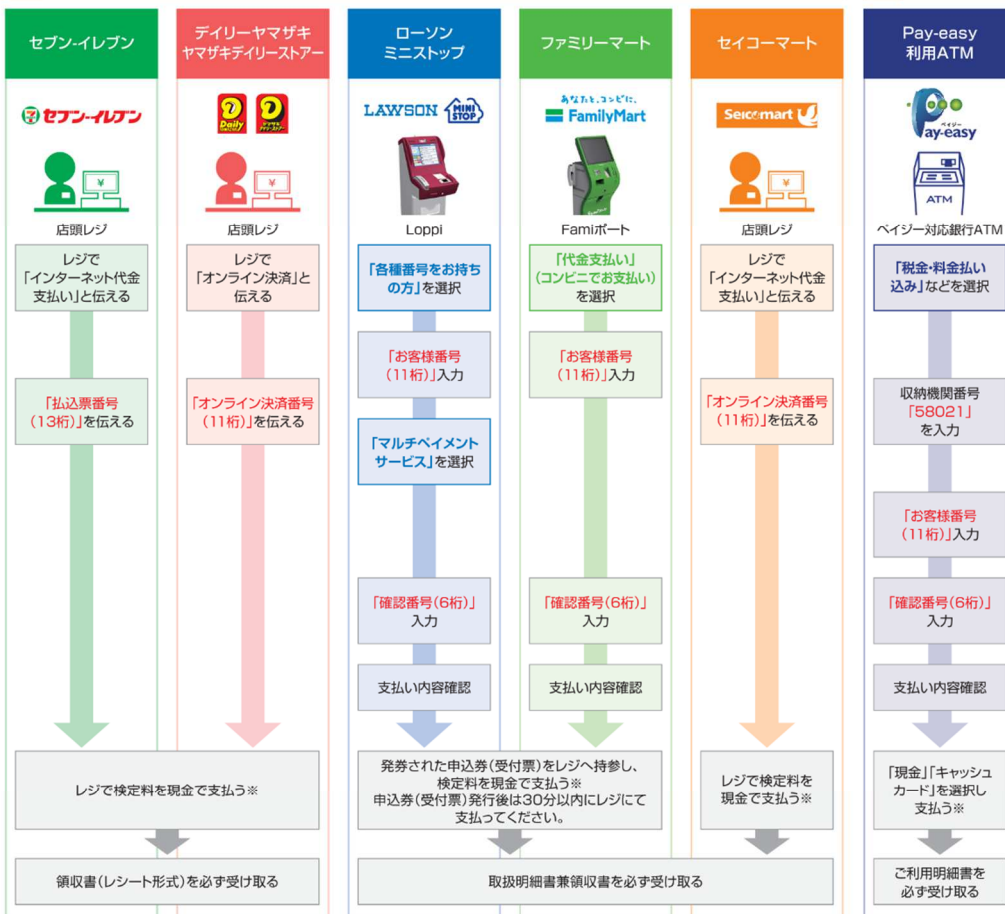 セブン-イレブン
デイリーヤマザキ
ヤマザキデイリーストアー
ローソン
ミニストップ
ファミリーマート
セイコーマート
Pay-easy
利用ATM
セブン-イレブン
Daily
LAWSON
MINI
STOP
あなたと、コンビに、
FamilyMart
Seicomart
ペイジー
Pay-easy
¥
¥
¥
ATM
店頭レジ
店頭レジ
Loppi
Famiポート
店頭レジ
ペイジー対応銀行ATM
レジで
「インターネット代金
支払い」と伝える
レジで
「オンライン決済」と
伝える
「各種番号をお持ち
の方」を選択
「代金支払い」
(コンビニでお支払い)
を選択
レジで
「インターネット代金
支払い」と伝える
「税金・料金払い
込み」などを選択
「お客様番号
(11桁)」入力
「お客様番号
(11桁)」入力
「払込票番号
(13桁)」を伝える
「オンライン決済番号
(11桁)」を伝える
「オンライン決済番号
(11桁)」を伝える
収納機関番号
「58021」
を入力
「マルチペイメント
サービス」を選択
「お客様番号
(11桁)」入力
「確認番号(6桁)」
入力
「確認番号(6桁)」
入力
「確認番号(6桁)」
入力
支払い内容確認
支払い内容確認
支払い内容確認
レジで検定料を現金で支払う※
発券された申込券(受付票)をレジへ持参し、
検定料を現金で支払う※
申込券(受付票)発行後は30分以内にレジにて
支払ってください。
レジで検定料を
現金で支払う※
「現金」「キャッシュ
カード」を選択し
支払う※
領収書(レシート形式)を必ず受け取る
取扱明細書兼領収書を必ず受け取る
ご利用明細書を
必ず受け取る